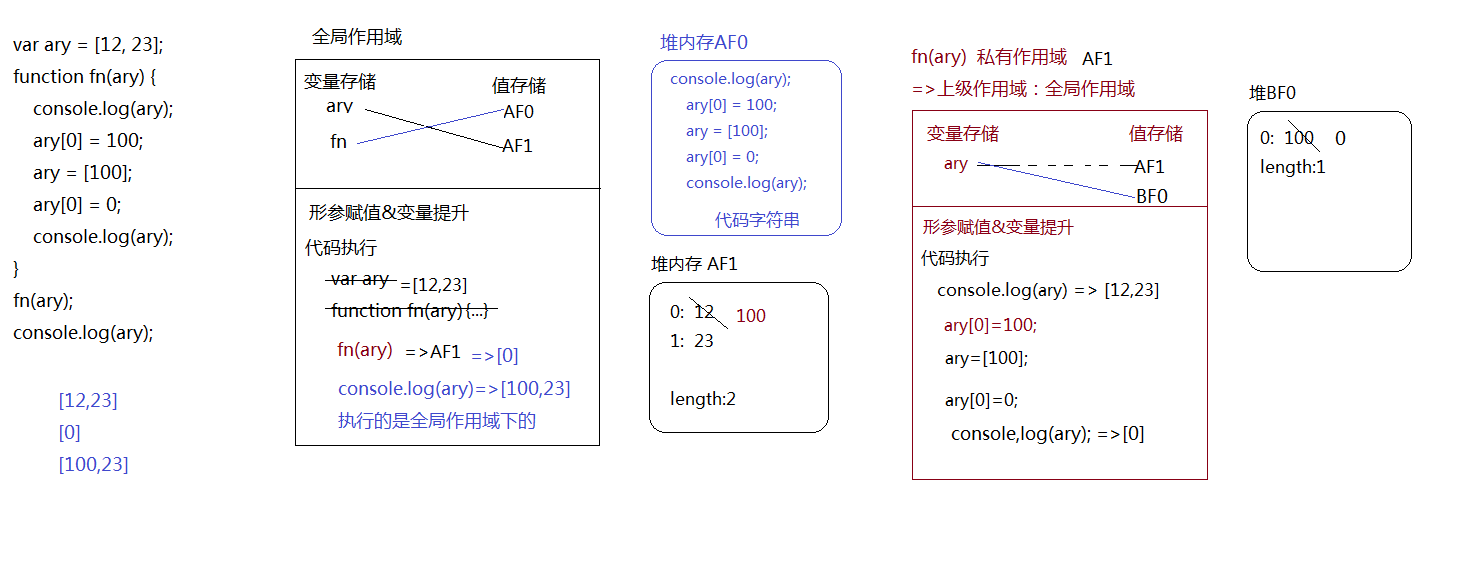 var ary = [12, 23];
function fn(ary) {
console.log(ary);
ary[0] = 100;
ary = [100];
ary[0] = 0;
console.log(ary);
}
fn(ary);
console.log(ary);
[12,23]
[0]
[100,23]
全局作用域
变量存储 值存储
ary AF0
fn AF1
形参赋值&变量提升
代码执行
var ary =[12,23]
function fn(ary){...}
fn(ary) =>AF1 =>[0]
console.log(ary)=>[100,23]
执行的是全局作用域下的
堆内存AF0
console.log(ary);
ary[0] = 100;
ary = [100];
ary[0] = 0;
console.log(ary);
代码字符串
堆内存 AF1
0: 12 100
1: 23
length:2
fn(ary) 私有作用域 AF1
=>上级作用域：全局作用域
变量存储 值存储
ary AF1
BF0
形参赋值&变量提升
代码执行
console.log(ary) => [12,23]
ary[0]=100;
ary=[100];
ary[0]=0;
console,log(ary); =>[0]
堆BF0
0: 100 0
length:1